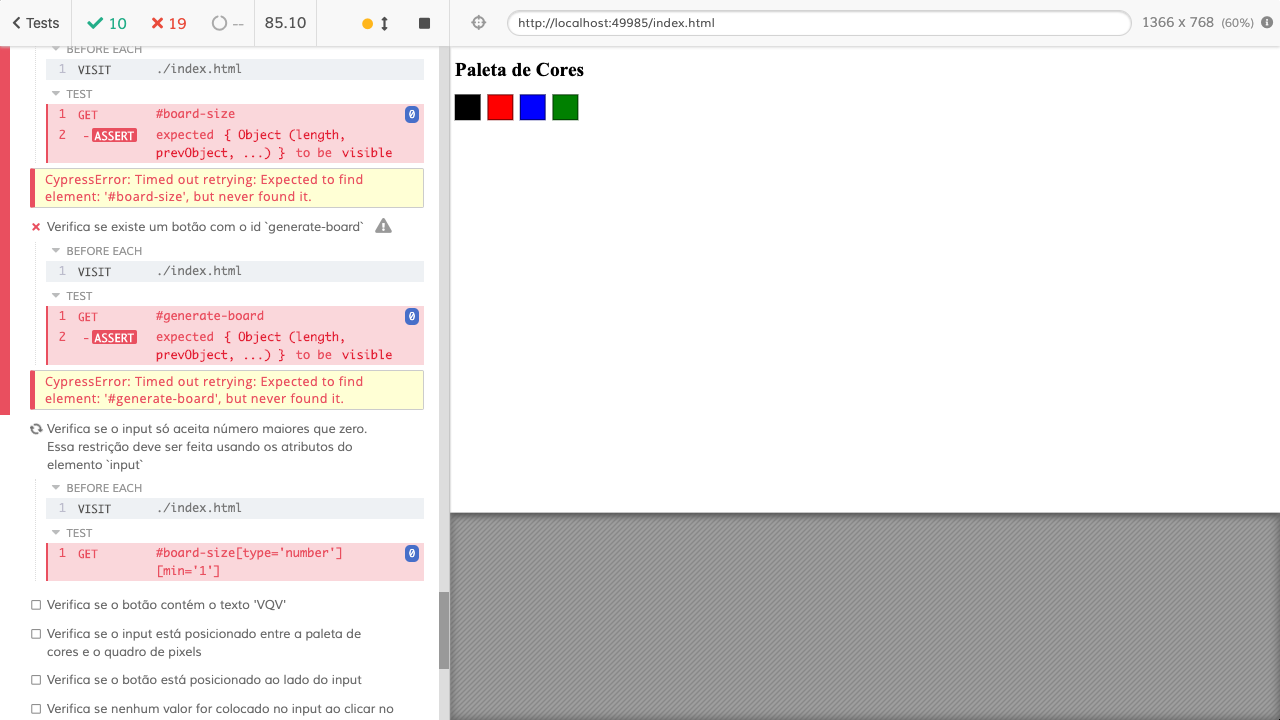 Tests
10
19
--
85.10
http://localhost:49985/index.html
1366 x 768 (60%)
BEFORE EACH
1 VISIT ./index.html
TEST
1 GET #board-size 0
2 -ASSERT expected { Object (length,
prevObject, ...) } to be visible
CypressError: Timed out retrying: Expected to find
element: '#board-size', but never found it.
Verifica se existe um botão com o id `generate-board`
BEFORE EACH
1 VISIT ./index.html
TEST
1 GET #generate-board 0
2 -ASSERT expected { Object (length,
prevObject, ...) } to be visible
CypressError: Timed out retrying: Expected to find
element: '#generate-board', but never found it.
Verifica se o input só aceita número maiores que zero.
Essa restrição deve ser feita usando os atributos do
elemento `input`
BEFORE EACH
1 VISIT ./index.html
TEST
1 GET #board-size[type='number'] 0
[min='1']
Verifica se o botão contém o texto 'VQV'
Verifica se o input está posicionado entre a paleta de
cores e o quadro de pixels
Verifica se o botão está posicionado ao lado do input
Verifica se nenhum valor for colocado no input ao clicar no
Paleta de Cores